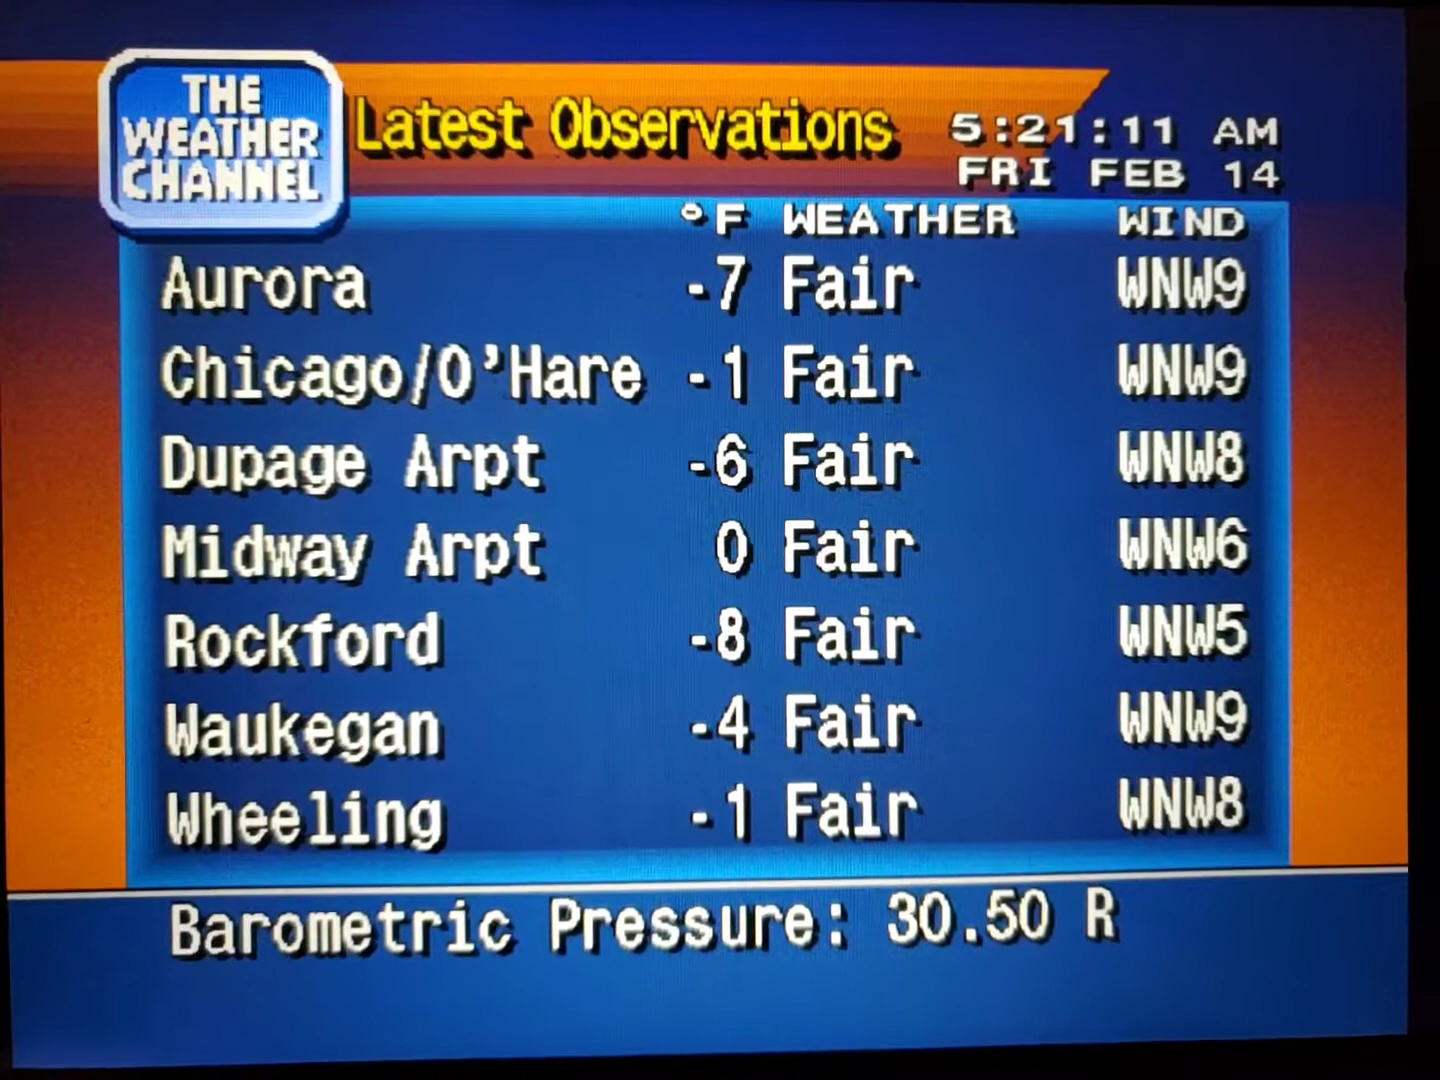 THE
WEATHER
CHANNEL
Latest Observations
5:21:11 AM
FRI FEB 14
°F WEATHER WIND
Aurora -7 Fair WNW9
Chicago/O'Hare -1 Fair WNW9
Dupage Arpt -6 Fair WNW8
Midway Arpt 0 Fair WNW6
Rockford -8 Fair WNW5
Waukegan -4 Fair WNW9
Wheeling -1 Fair WNW8
Barometric Pressure: 30.50 R